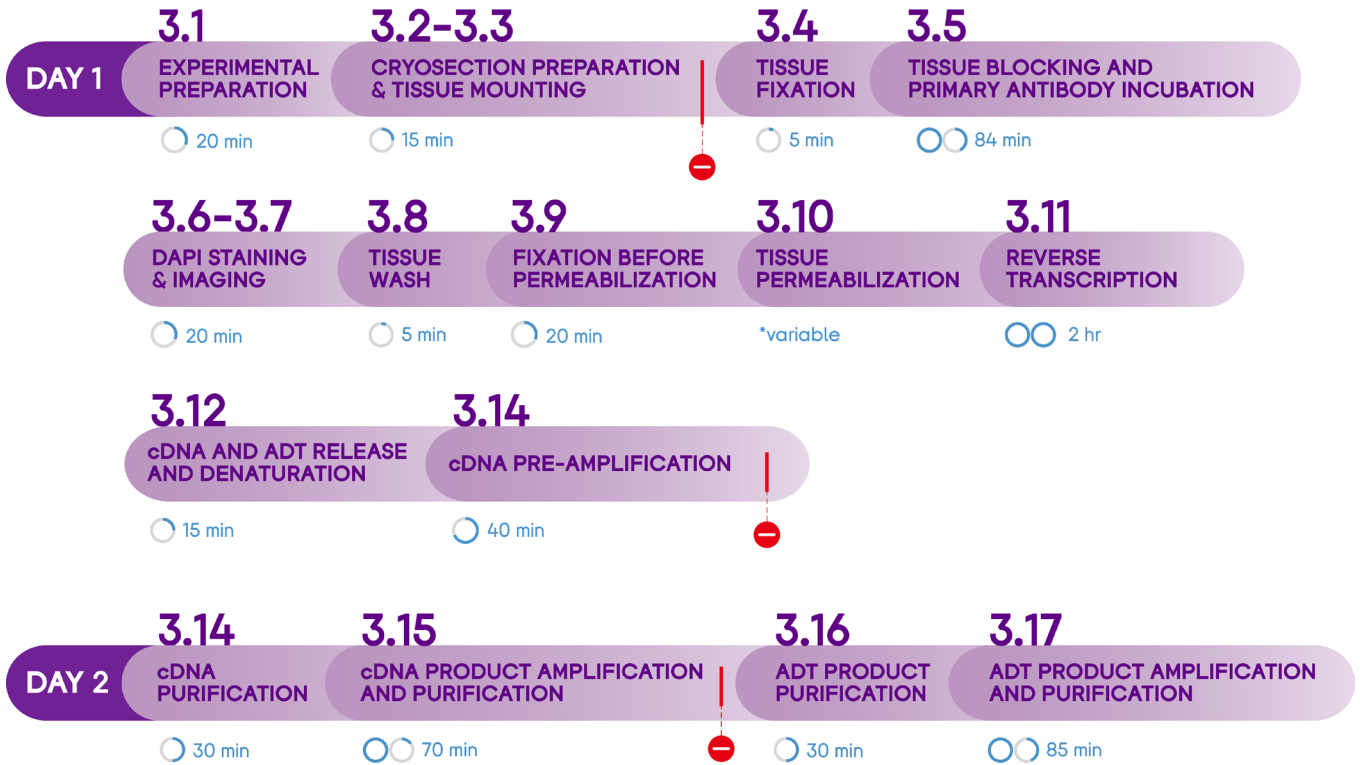 DAY 1
3.1
EXPERIMENTAL
PREPARATION
20 min
3.2-3.3
CRYOSECTION PREPARATION
& TISSUE MOUNTING
15 min
3.4
TISSUE
FIXATION
5 min
3.5
TISSUE BLOCKING AND
PRIMARY ANTIBODY INCUBATION
84 min
3.6-3.7
DAPI STAINING
& IMAGING
20 min
3.8
TISSUE
WASH
5 min
3.9
FIXATION BEFORE
PERMEABILIZATION
20 min
3.10
TISSUE
PERMEABILIZATION
*variable
3.11
REVERSE
TRANSCRIPTION
2 hr
3.12
cDNA AND ADT RELEASE
AND DENATURATION
15 min
3.14
cDNA PRE-AMPLIFICATION
40 min
DAY 2
3.14
cDNA
PURIFICATION
30 min
3.15
cDNA PRODUCT AMPLIFICATION
AND PURIFICATION
70 min
3.16
ADT PRODUCT
PURIFICATION
30 min
3.17
ADT PRODUCT AMPLIFICATION
AND PURIFICATION
85 min